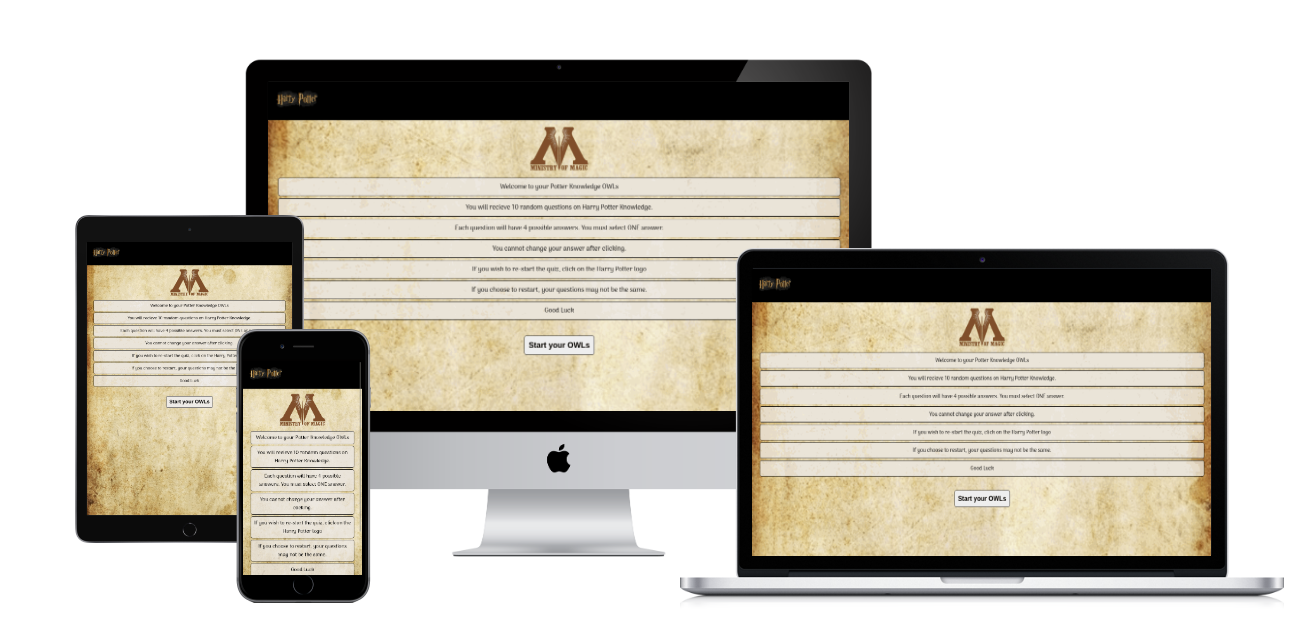 Harry Potter
MINISTRY OF MAGIC
Welcome to your Potter Knowledge OWLs
You will recieve 10 random questions on Harry Potter Knowledge.
Each question will have 4 possible answers. You must select ONE answer.
You cannot change your answer after clicking.
If you wish to re-start the quiz, click on the Harry Potter logo
If you choose to restart, your questions may not be the same.
Good Luck
Start your OWLs
Harry Potter
MINISTRY OF MAGIC
Welcome to your Potter Knowledge OWLs
You will recieve 10 random questions on Harry Potter Knowledge.
Each question will have 4 possible answers. You must select ONE
You cannot change your answer after clicking.
If you wish to re-start the quiz, click on the Harry Potter
If you choose to restart, your questions may not be the
Good Luck
Start your OWLs
Harry Potter
MINISTRY OF MAGIC
Welcome to your Potter Knowledge OWLs
You will recieve 10 random questions on
Harry Potter Knowledge.
Each question will have 4 possible
answers. You must select ONE answer.
You cannot change your answer after
clicking.
If you wish to re-start the quiz, click on the
Harry Potter logo
If you choose to restart, your questions
may not be the same.
Good Luck
Harry Potter
MINISTRY OF MAGIC
Welcome to your Potter Knowledge OWLs
You will recieve 10 random questions on Harry Potter Knowledge.
Each question will have 4 possible answers. You must select ONE answer.
You cannot change your answer after clicking.
If you wish to re-start the quiz, click on the Harry Potter logo
If you choose to restart, your questions may not be the same.
Good Luck
Start your OWLs